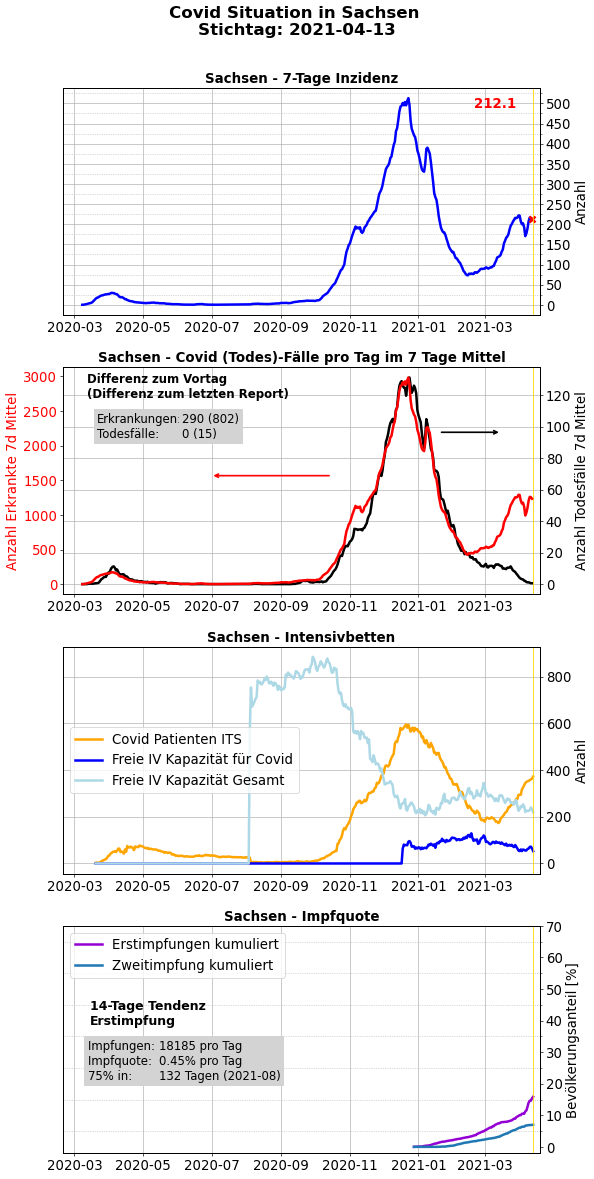 Covid Situation in Sachsen
Stichtag: 2021-04-13
Sachsen - 7-Tage Inzidenz
212.1
500
450
400
350
300
250
200
150
100
50
0
Anzahl
2020-03 2020-05 2020-07 2020-09 2020-11 2021-01 2021-03
Sachsen - Covid (Todes)-Fälle pro Tag im 7 Tage Mittel
Anzahl Erkrankte 7d Mittel
3000
2500
2000
1500
1000
500
0
Differenz zum Vortag
(Differenz zum letzten Report)
Erkrankungen: 290 (802)
Todesfälle: 0 (15)
120
100
80
60
40
20
0
Anzahl Todesfälle 7d Mittel
2020-03 2020-05 2020-07 2020-09 2020-11 2021-01 2021-03
Sachsen - Intensivbetten
Covid Patienten ITS
Freie IV Kapazität für Covid
Freie IV Kapazität Gesamt
800
600
400
200
0
Anzahl
2020-03 2020-05 2020-07 2020-09 2020-11 2021-01 2021-03
Sachsen - Impfquote
Erstimpfungen kumuliert
Zweitimpfung kumuliert
14-Tage Tendenz
Erstimpfung
Impfungen: 18185 pro Tag
Impfquote: 0.45% pro Tag
75% in: 132 Tagen (2021-08)
70
60
50
40
30
20
10
0
Bevölkerungsanteil [%]
2020-03 2020-05 2020-07 2020-09 2020-11 2021-01 2021-03